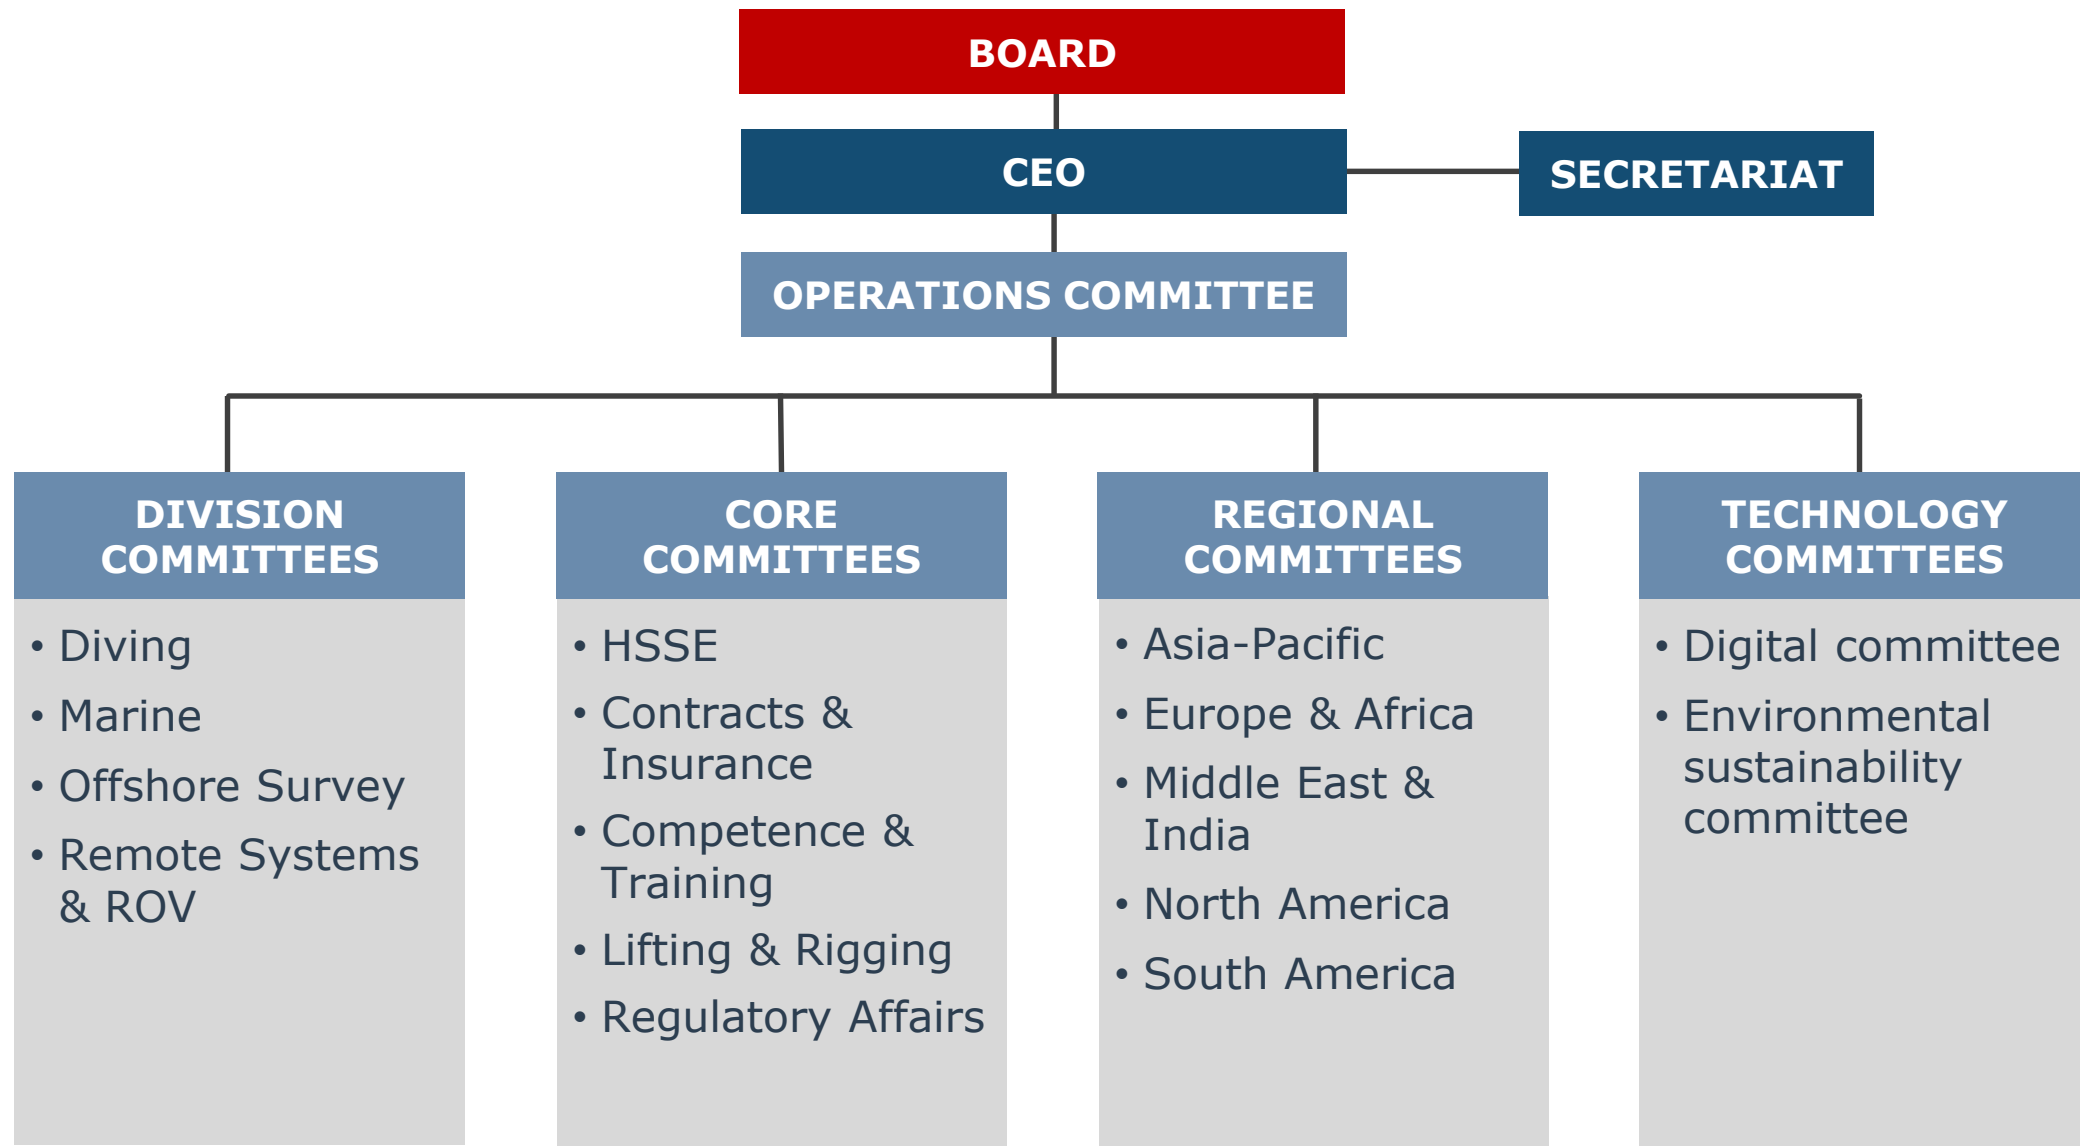 BOARD
CEO
SECRETARIAT
OPERATIONS COMMITTEE
DIVISION
COMMITTEES
• Diving
• Marine
• Offshore Survey
• Remote Systems
& ROV
CORE
COMMITTEES
• HSSE
• Contracts &
Insurance
• Competence &
Training
• Lifting & Rigging
• Regulatory Affairs
REGIONAL
COMMITTEES
• Asia-Pacific
• Europe & Africa
• Middle East &
India
• North America
• South America
TECHNOLOGY
COMMITTEES
• Digital committee
• Environmental
sustainability
committee